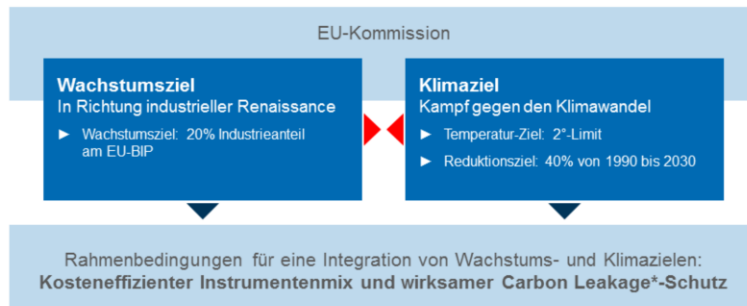 EU-Kommission
Wachstumsziel
In Richtung industrieller Renaissance
► Wachstumsziel: 20% Industrieanteil
am EU-BIP
Klimaziel
Kampf gegen den Klimawandel
► Temperatur-Ziel: 2°-Limit
► Reduktionsziel: 40% von 1990 bis 2030
Rahmenbedingungen für eine Integration von Wachstums- und Klimazielen:
Kosteneffizienter Instrumentenmix und wirksamer Carbon Leakage*-Schutz